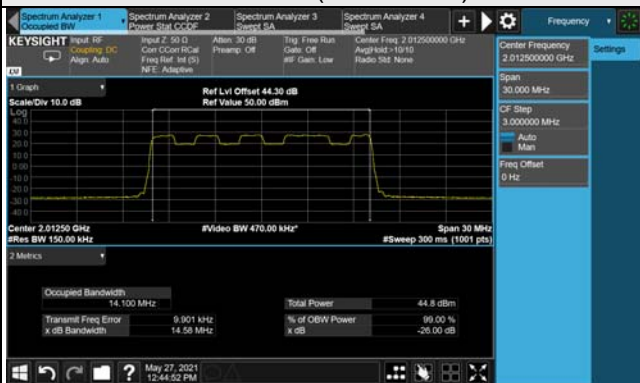 Spectrum Analyzer 1
Occupied BW
Spectrum Analyzer 2
Power Stat CCDF
Spectrum Analyzer 3
Swept SA
Spectrum Analyzer 4
Swept SA
Frequency
KEYSIGHT
Input: RF
Coupling: DC
Align: Auto
Input Z: 50 Ω
Corr CCorr RCal
Freq Ref: Int (S)
NFE: Adaptive
Atten: 30 dB
Preamp: Off
Trig: Free Run
Gate: Off
#IF Gain: Low
Center Freq: 2.012500000 GHz
Avg|Hold:>10/10
Radio Std: None
LXI
Center Frequency
2.012500000 GHz
Settings
Span
30.000 MHz
CF Step
3.000000 MHz
Auto
Man
Freq Offset
0 Hz
1 Graph
Scale/Div 10.0 dB
Ref Lvl Offset 44.30 dB
Ref Value 50.00 dBm
Log
40.0
30.0
20.0
10.0
0.00
-10.0
-20.0
-30.0
-40.0
Center 2.01250 GHz
#Res BW 150.00 kHz
#Video BW 470.00 kHz*
Span 30 MHz
#Sweep 300 ms (1001 pts)
2 Metrics
Occupied Bandwidth
14.100 MHz
Total Power
44.8 dBm
Transmit Freq Error
9.901 kHz
% of OBW Power
99.00 %
x dB Bandwidth
14.58 MHz
x dB
-26.00 dB
?
May 27, 2021
12:44:52 PM